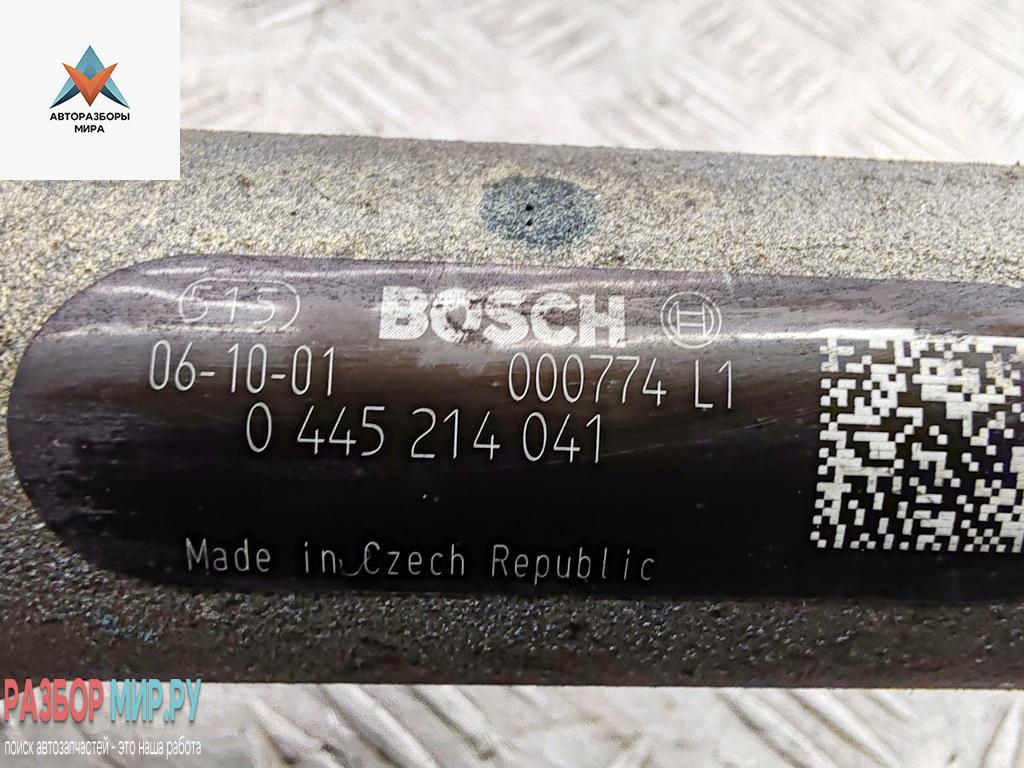 АВТОРАЗБОРЫ
МИРА
515 BOSCH
06-10-01 000774 L1
0 445 214 041
Made in Czech Republic
РАЗБОР МИР.РУ
поиск автозапчастей - это наша работа